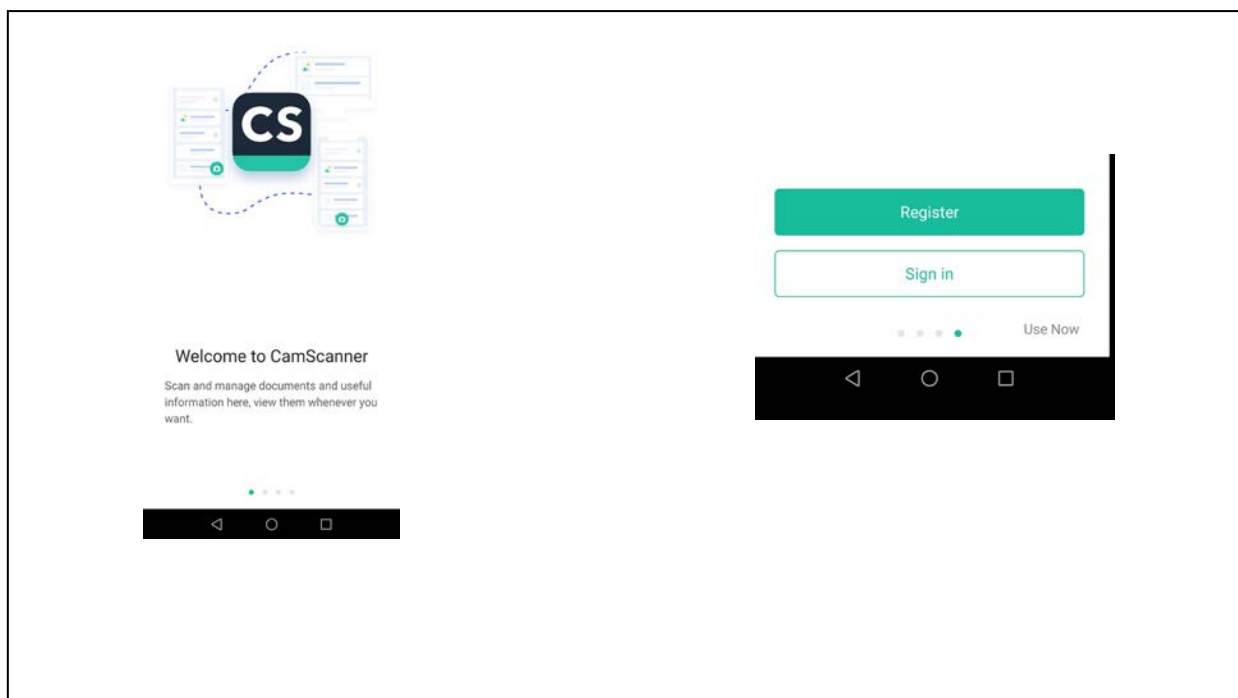 CS
Welcome to CamScanner
Scan and manage documents and useful
information here, view them whenever you
want.
Register
Sign in
Use Now